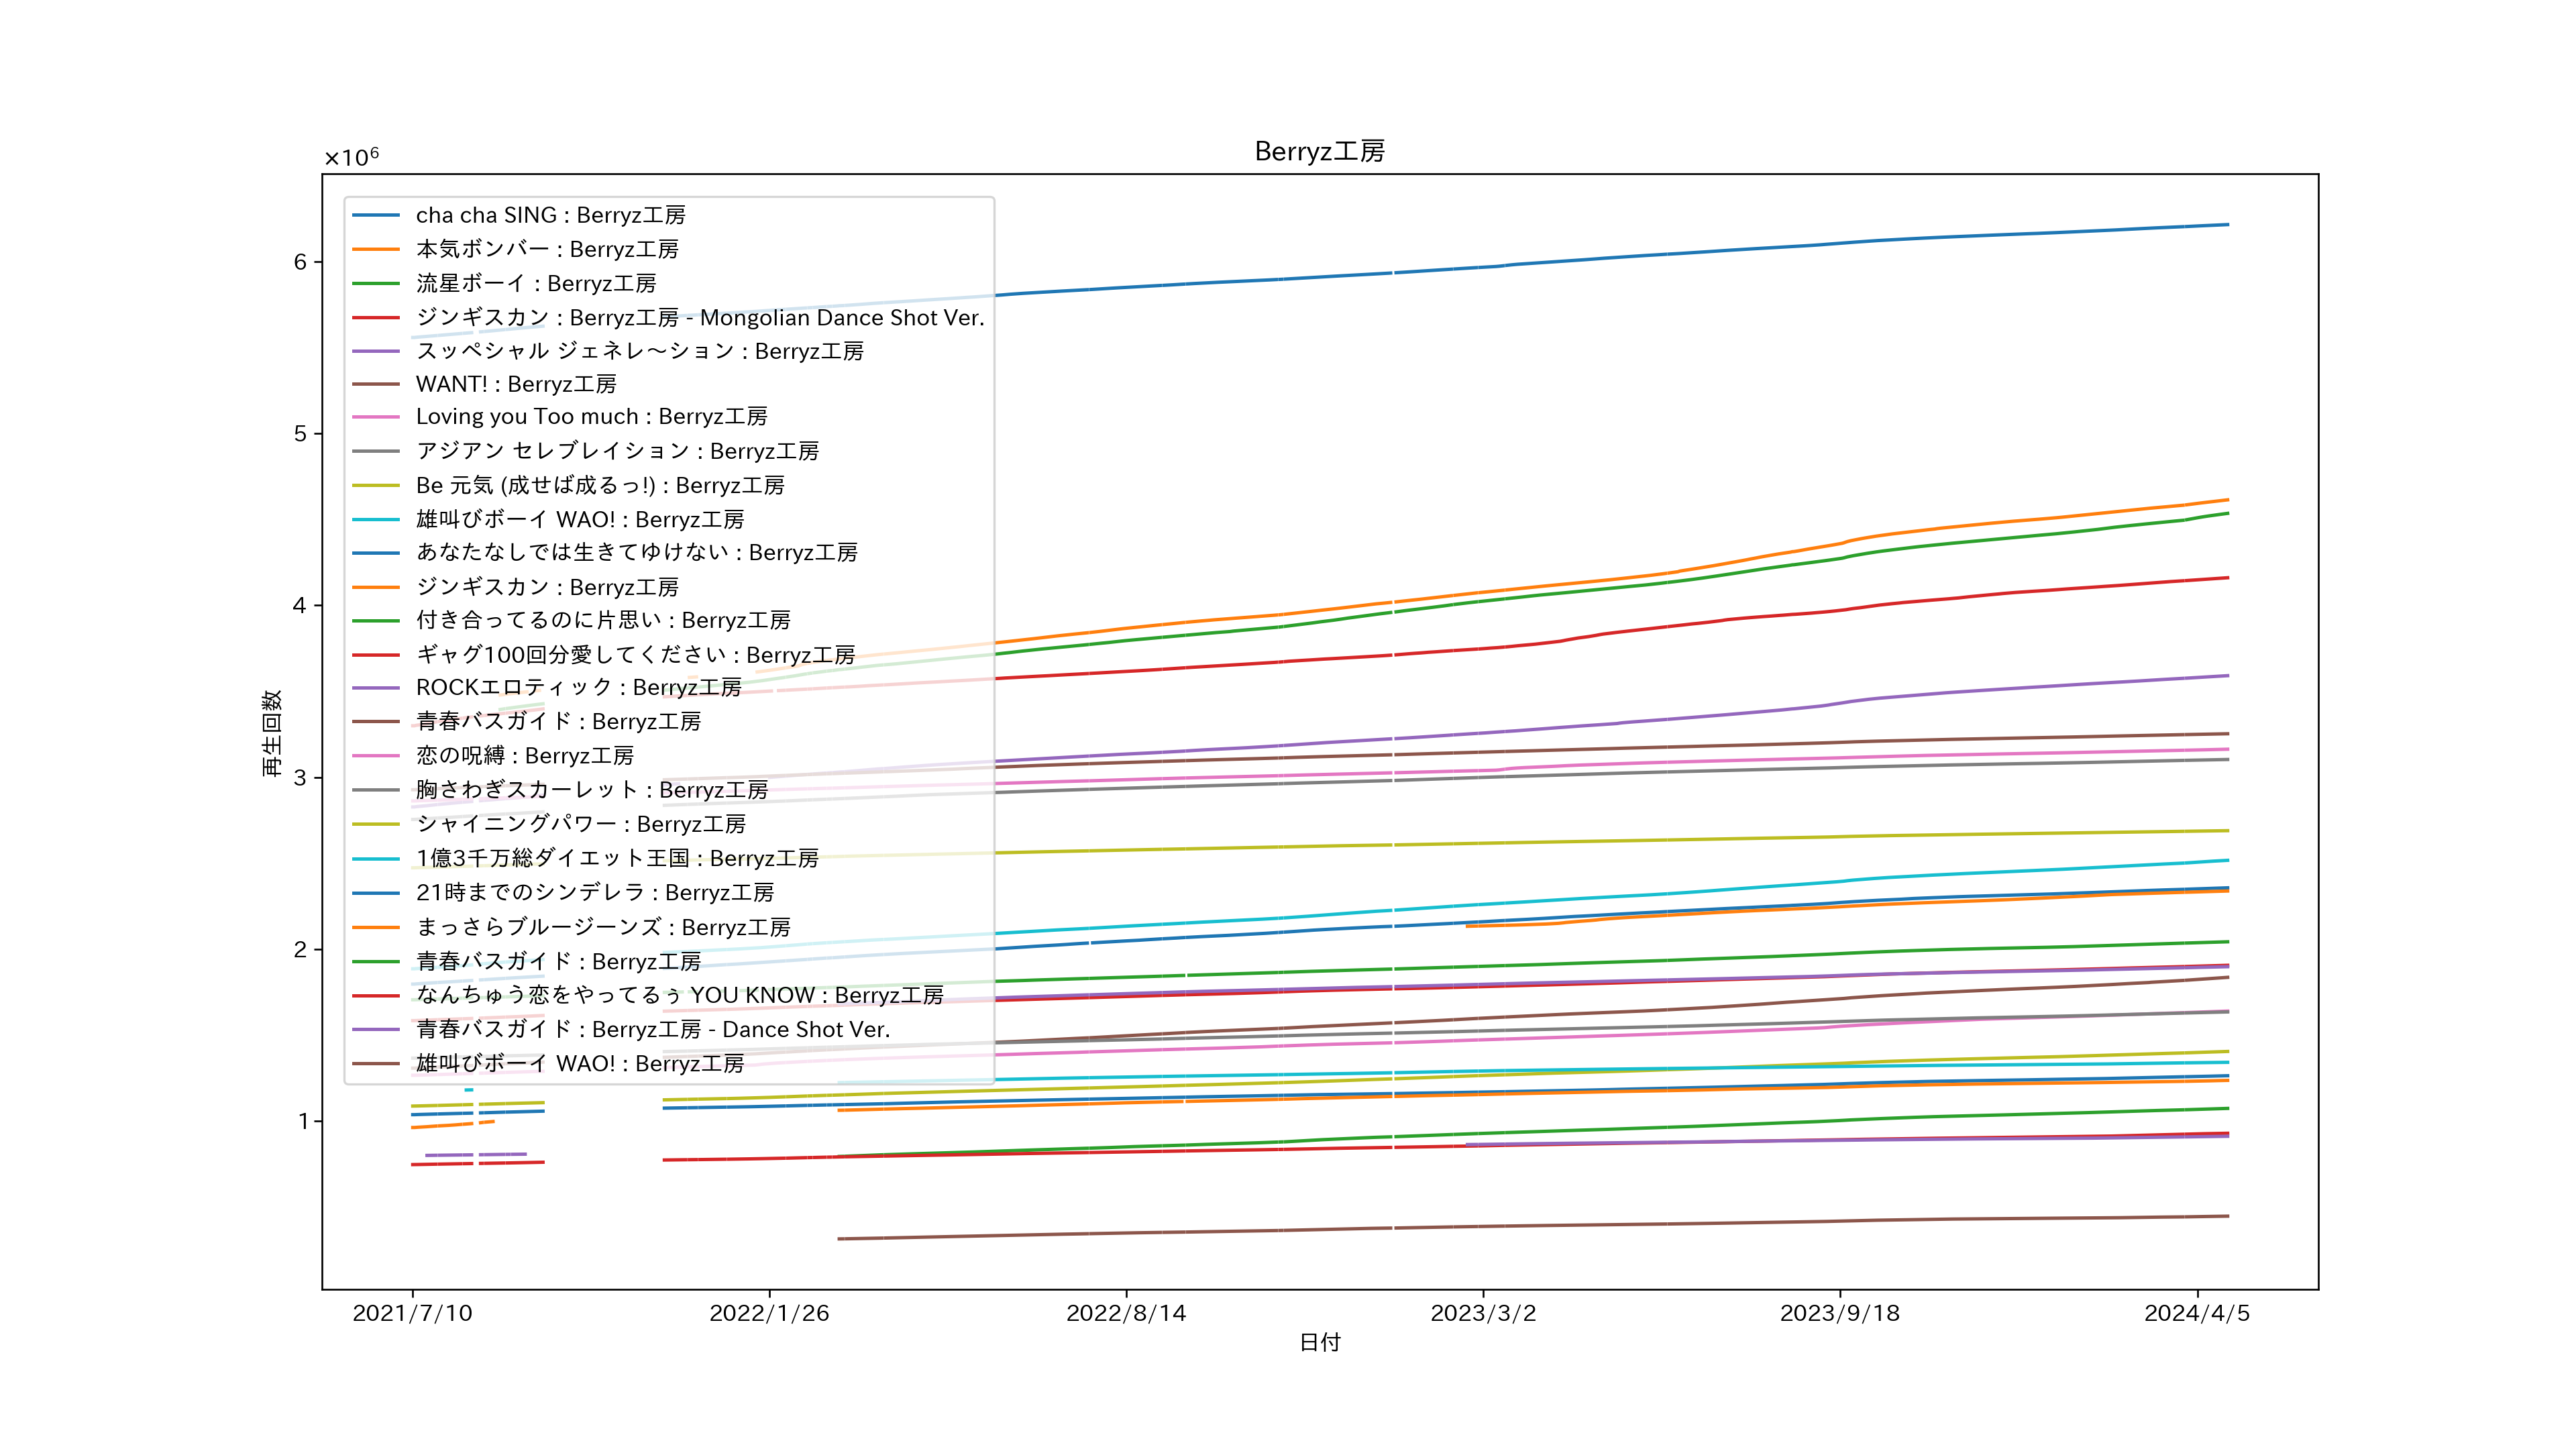 Berryz工房
×10⁶
cha cha SING : Berryz工房
本気ボンバー : Berryz工房
流星ボーイ : Berryz工房
ジンギスカン : Berryz工房 - Mongolian Dance Shot Ver.
スッペシャル ジェネレ～ション : Berryz工房
WANT! : Berryz工房
Loving you Too much : Berryz工房
アジアン セレブレイション : Berryz工房
Be 元気 (成せば成るっ!) : Berryz工房
雄叫びボーイ WAO! : Berryz工房
あなたなしでは生きてゆけない : Berryz工房
ジンギスカン : Berryz工房
付き合ってるのに片思い : Berryz工房
ギャグ100回分愛してください : Berryz工房
ROCKエロティック : Berryz工房
青春バスガイド : Berryz工房
恋の呪縛 : Berryz工房
胸さわぎスカーレット : Berryz工房
シャイニングパワー : Berryz工房
1億3千万総ダイエット王国 : Berryz工房
21時までのシンデレラ : Berryz工房
まっさらブルージーンズ : Berryz工房
青春バスガイド : Berryz工房
なんちゅう恋をやってるぅ YOU KNOW : Berryz工房
青春バスガイド : Berryz工房 - Dance Shot Ver.
雄叫びボーイ WAO! : Berryz工房
6
5
4
3
2
1
再生回数
2021/7/10
2022/1/26
2022/8/14
2023/3/2
2023/9/18
2024/4/5
日付